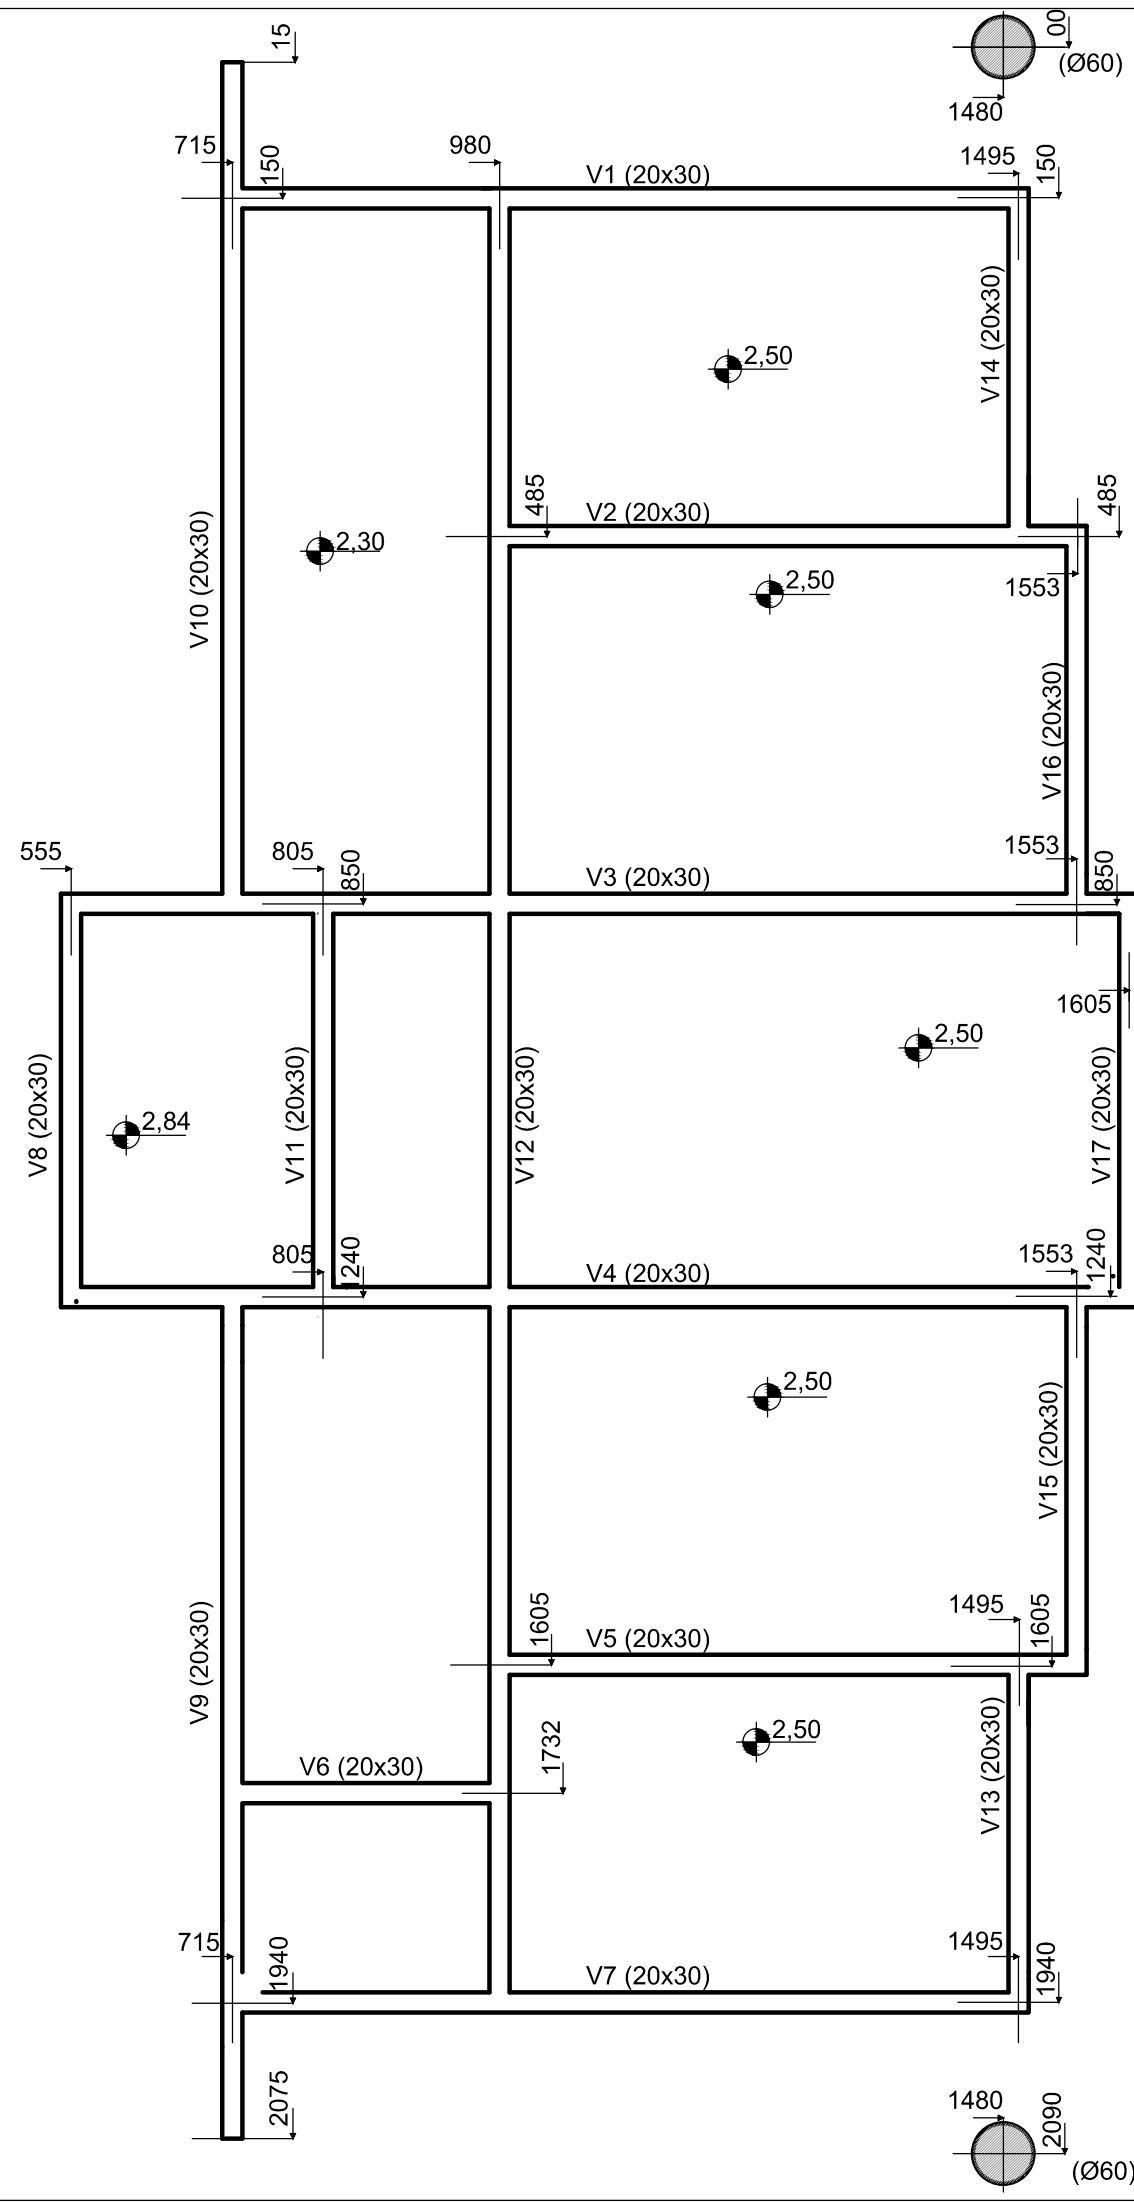 15
00
(Ø60)
1480
715
150
980
V1 (20x30)
1495
150
V14 (20x30)
2,50
485
V2 (20x30)
485
V10 (20x30)
2,30
2,50
1553
V16 (20x30)
555
805
850
V3 (20x30)
1553
850
1605
2,50
V8 (20x30)
V11 (20x30)
V12 (20x30)
V17 (20x30)
2,84
805
1240
V4 (20x30)
1553
1240
2,50
V15 (20x30)
V9 (20x30)
1605
V5 (20x30)
1495
1605
V6 (20x30)
1732
2,50
V13 (20x30)
715
1940
V7 (20x30)
1495
1940
2075
1480
2090
(Ø60)